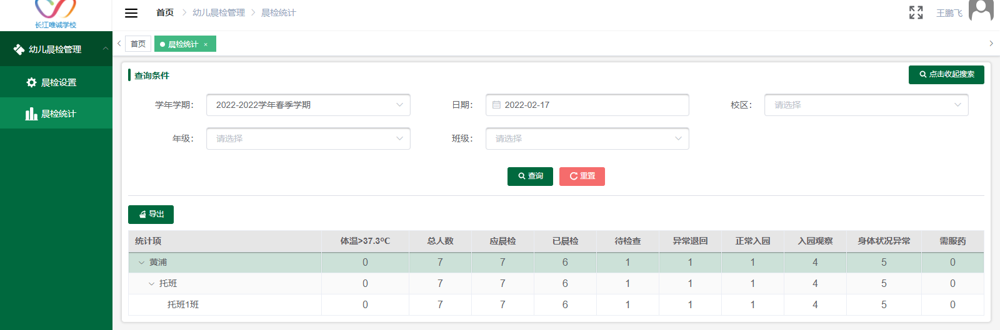 长江唯诚学校
首页 > 幼儿晨检管理 > 晨检统计
王鹏飞
幼儿晨检管理
晨检设置
晨检统计
首页
晨检统计 ×
查询条件
点击收起搜索
学年学期: 2022-2022学年春季学期
日期: 2022-02-17
校区: 请选择
年级: 请选择
班级: 请选择
查询
重置
导出
统计项 体温>37.3℃ 总人数 应晨检 已晨检 待检查 异常退回 正常入园 入园观察 身体状况异常 需服药
黄浦 0 7 7 6 1 1 1 4 5 0
托班 0 7 7 6 1 1 1 4 5 0
托班1班 0 7 7 6 1 1 1 4 5 0